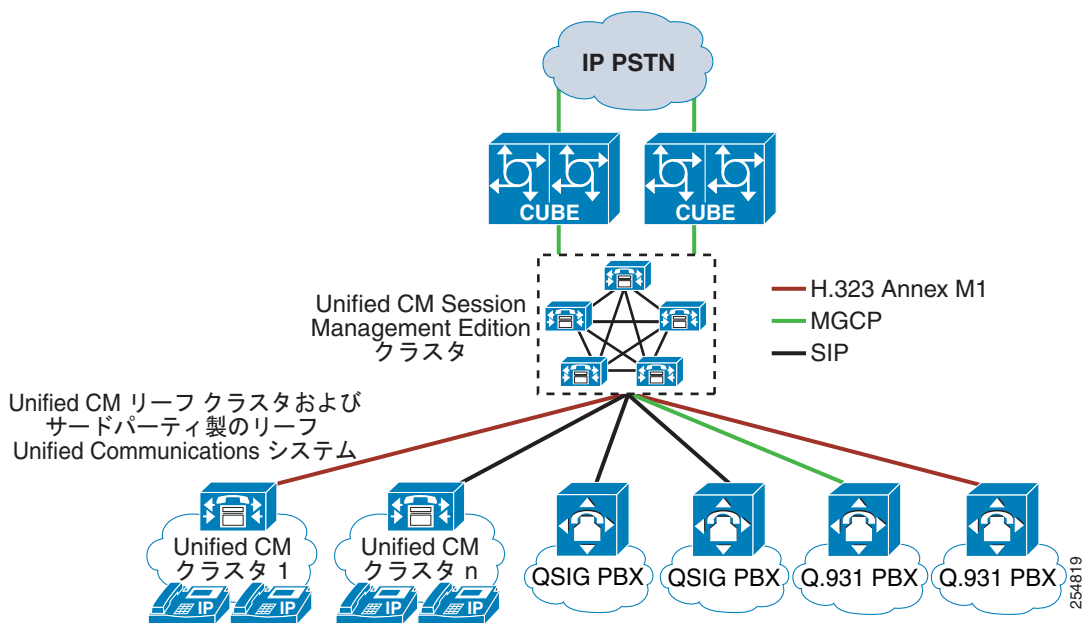 IP PSTN
CUBE
CUBE
Unified CM Session
Management Edition
クラスタ
H.323 Annex M1
MGCP
SIP
Unified CM リーフ クラスタおよび
サードパーティ製のリーフ
Unified Communications システム
Unified CM
クラスタ 1
IP
IP
Unified CM
クラスタ n
IP
IP
QSIG PBX
QSIG PBX
Q.931 PBX
Q.931 PBX
254819